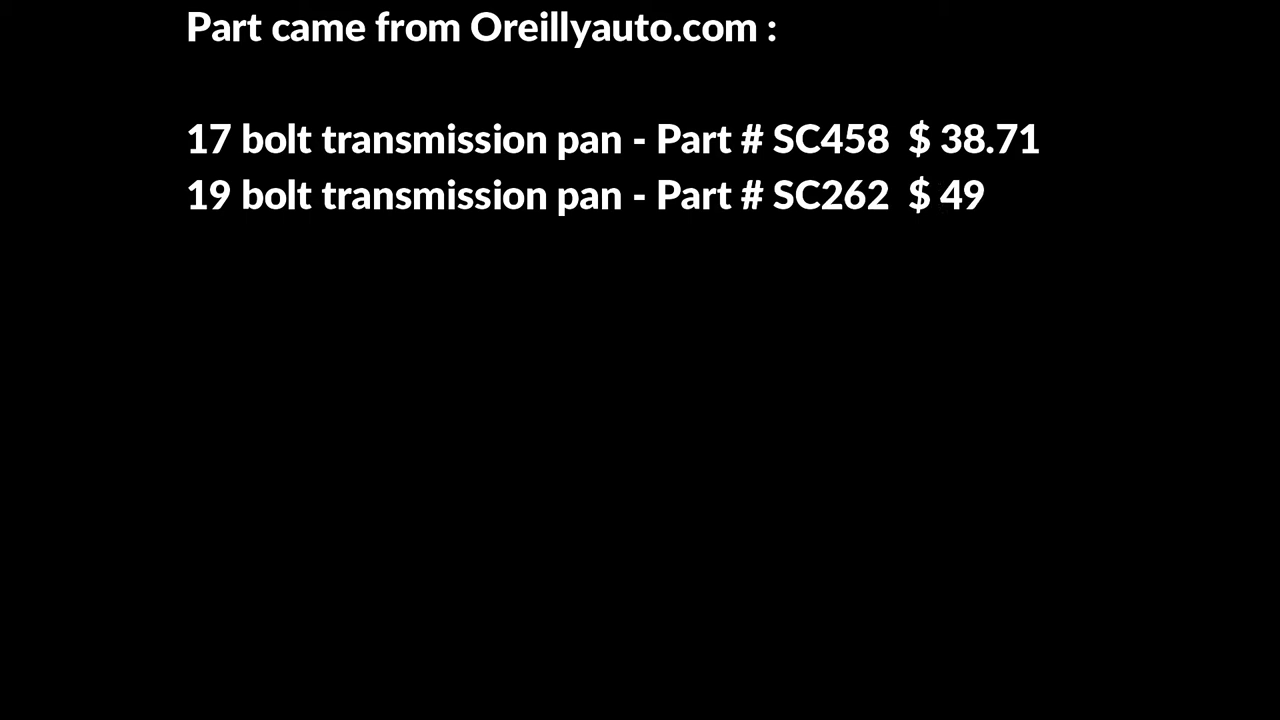 Part came from Oreillyauto.com :
17 bolt transmission pan - Part # SC458  $ 38.71
19 bolt transmission pan - Part # SC262  $ 49